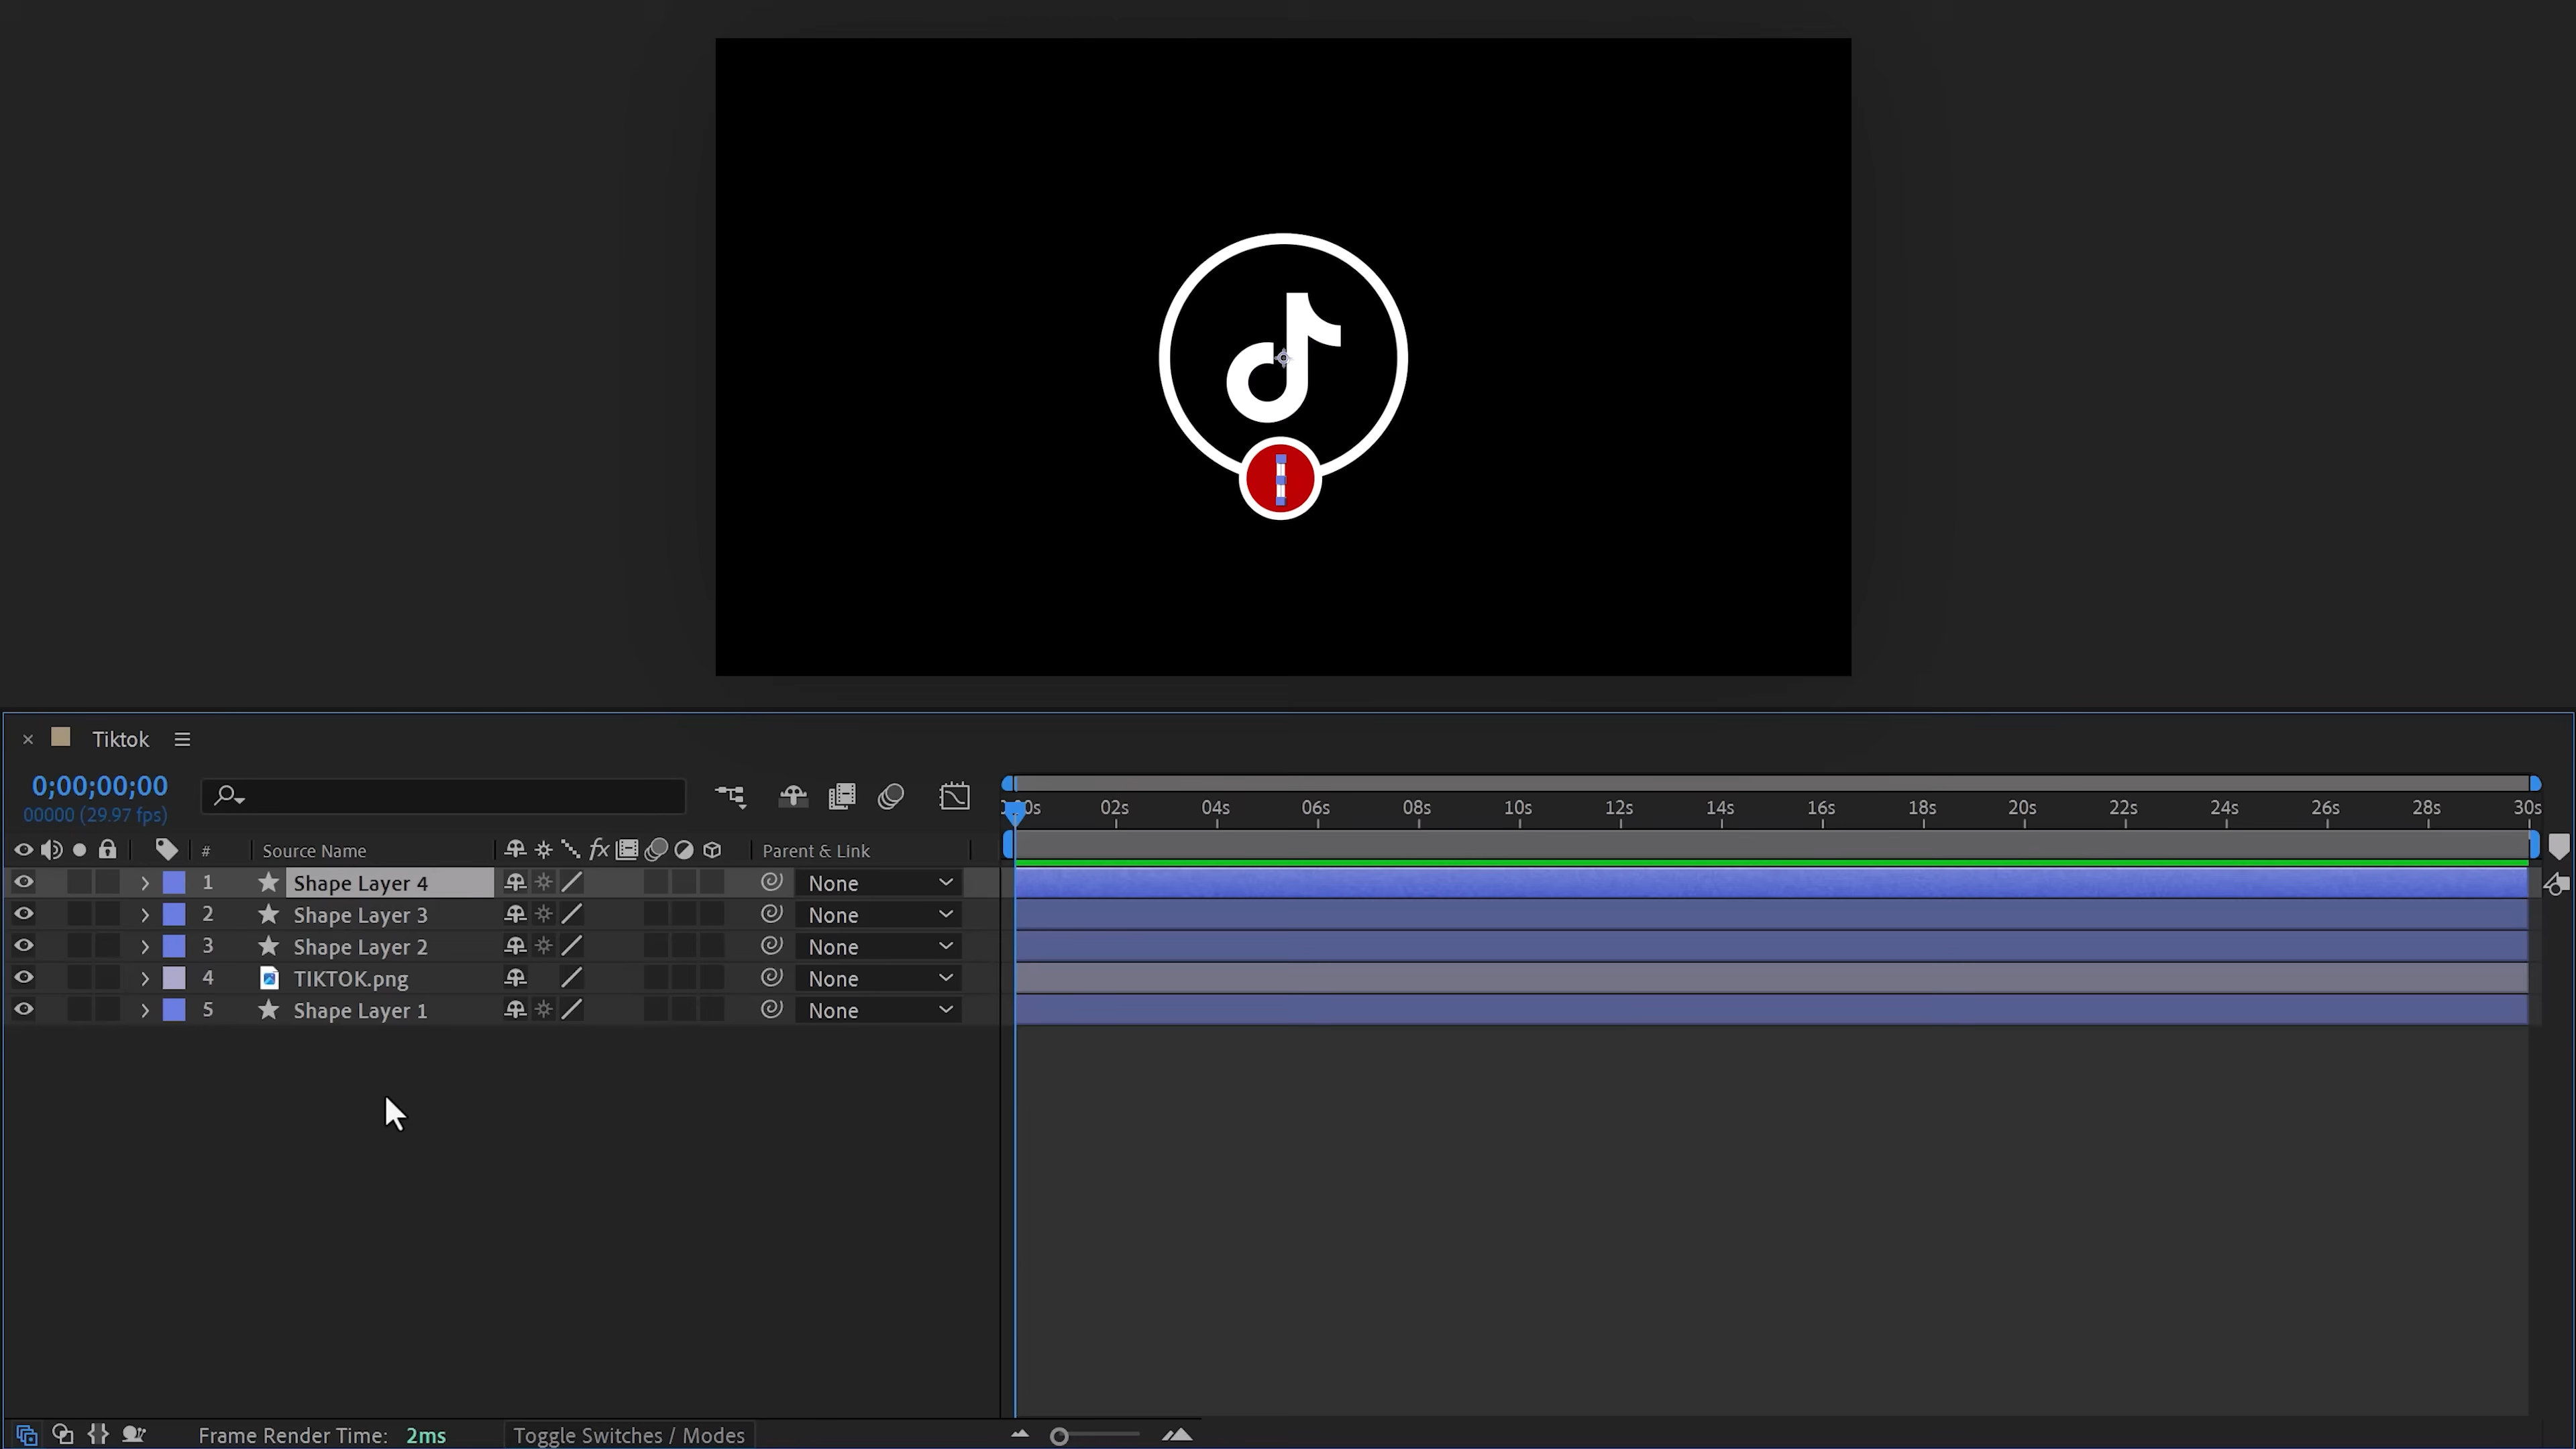 Tiktok
0;00;00;00
00000 (29.97 fps)
00s 02s 04s 06s 08s 10s 12s 14s 16s 18s 20s 22s 24s 26s 28s 30s
# Source Name fx Parent & Link
1 Shape Layer 4 None
2 Shape Layer 3 None
3 Shape Layer 2 None
4 TIKTOK.png None
5 Shape Layer 1 None
Frame Render Time: 2ms Toggle Switches / Modes